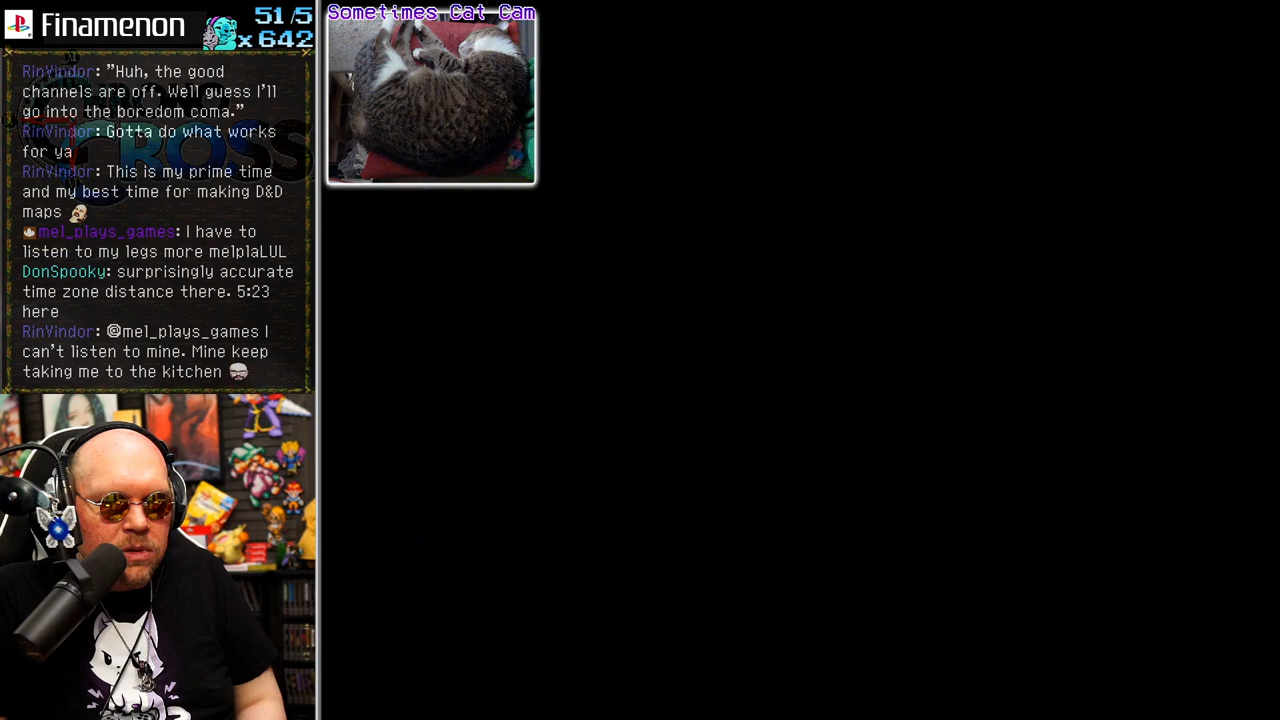 Finamenon
51/5
x 642
Sometimes Cat Cam
RinVindor: "Huh, the good
channels are off. Well guess I'll
go into the boredom coma."
RinVindor: Gotta do what works
for ya
RinVindor: This is my prime time
and my best time for making D&D
maps
mel_plays_games: I have to
listen to my legs more melplaLUL
DonSpooky: surprisingly accurate
time zone distance there. 5:23
here
RinVindor: @mel_plays_games I
can't listen to mine. Mine keep
taking me to the kitchen
CROSS